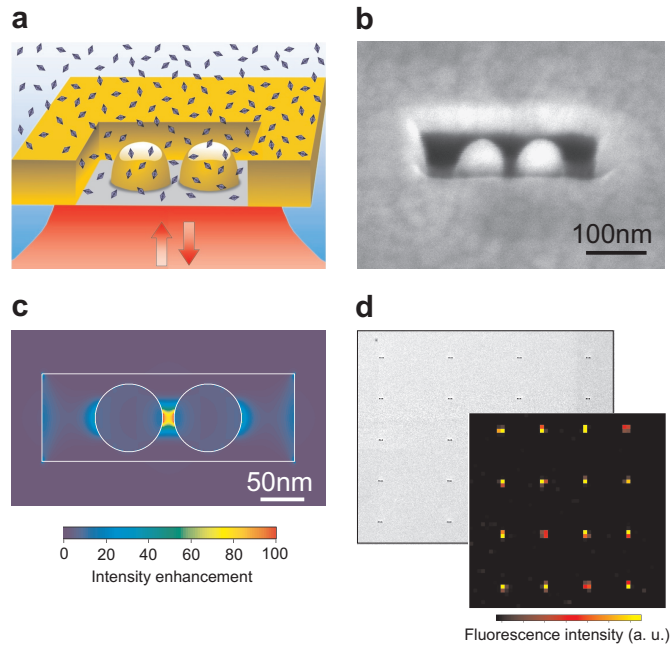 a
b
100nm
c
50nm
0 20 40 60 80 100
Intensity enhancement
d
Fluorescence intensity (a. u.)